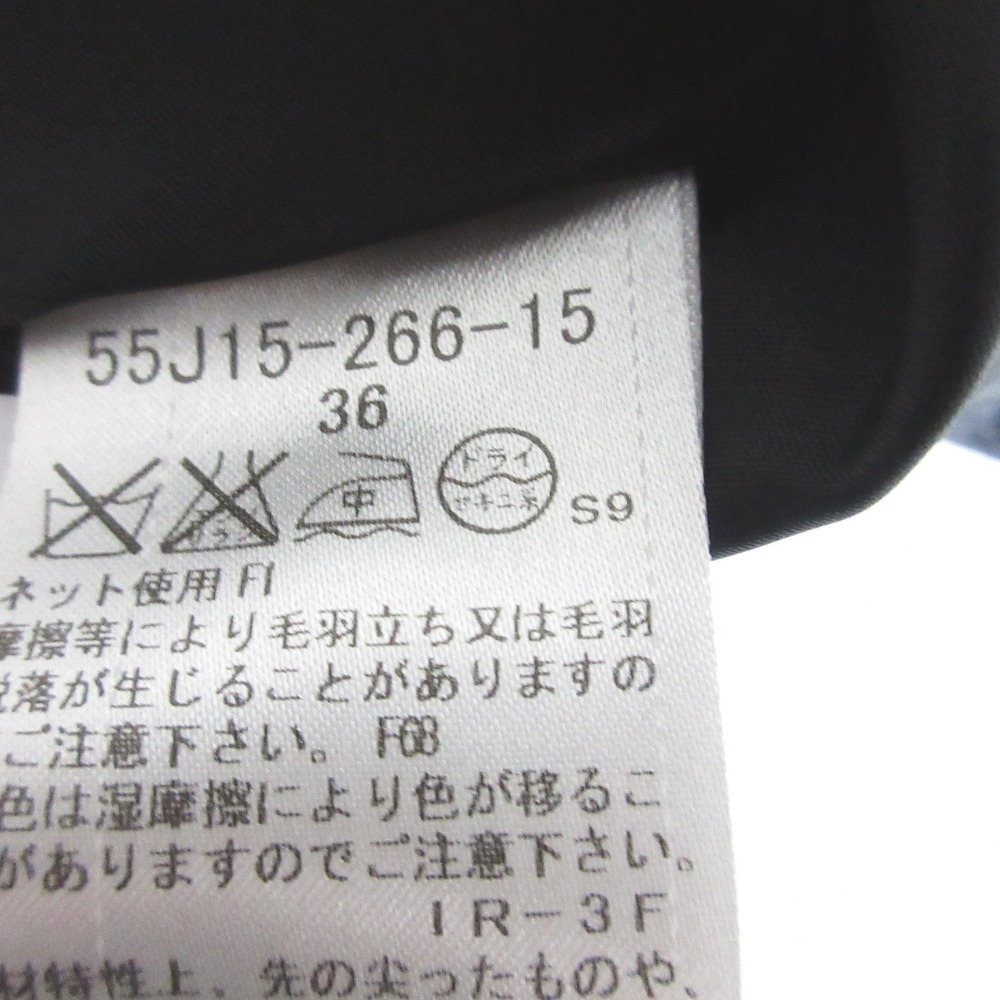 55J15-266-15
36
中
ドライ
セキユ系
S9
ネット使用 F1
摩擦等により毛羽立ち又は毛羽
脱落が生じることがありますの
ご注意下さい。 F68
色は湿摩擦により色が移るこ
がありますのでご注意下さい。
IR-3F
材特性上、先の尖ったものや、